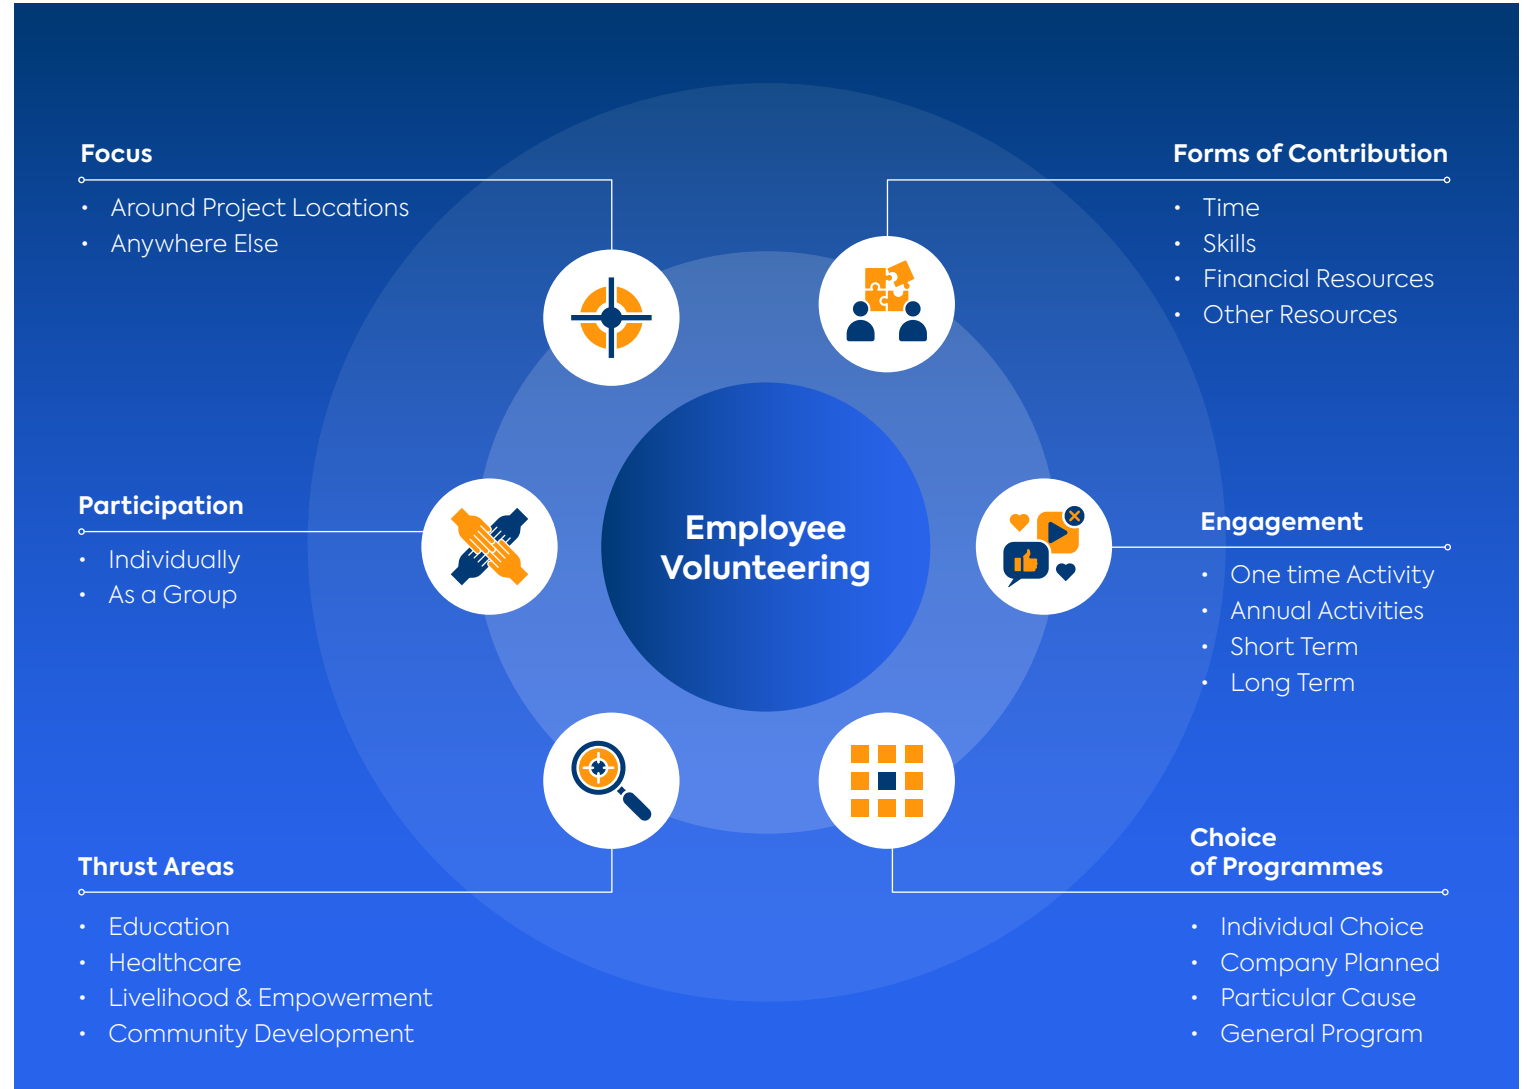 Focus
• Around Project Locations
• Anywhere Else
Forms of Contribution
• Time
• Skills
• Financial Resources
• Other Resources
Participation
• Individually
• As a Group
Employee
Volunteering
Engagement
• One time Activity
• Annual Activities
• Short Term
• Long Term
Thrust Areas
• Education
• Healthcare
• Livelihood & Empowerment
• Community Development
Choice
of Programmes
• Individual Choice
• Company Planned
• Particular Cause
• General Program